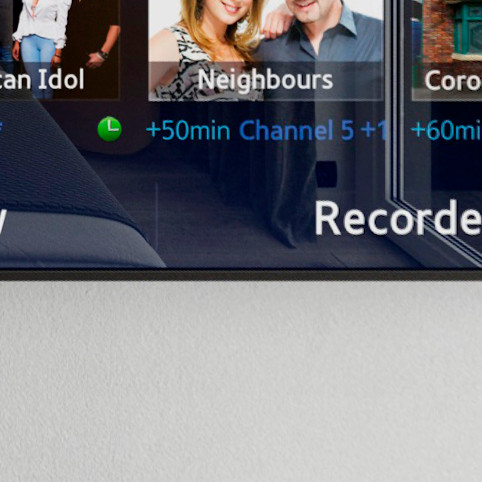 can Idol
Neighbours
Coro
+50min Channel 5 +1
+60mi
Recorde